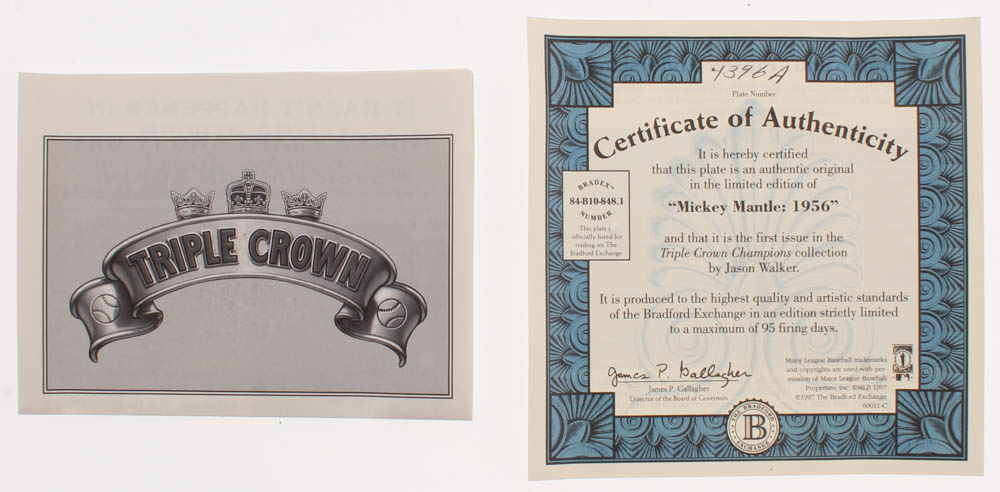 TRIPLE CROWN
4396A
Plate Number
Certificate of Authenticity
It is hereby certified
that this plate is an authentic original
in the limited edition of
"Mickey Mantle: 1956"
and that it is the first issue in the
Triple Crown Champions collection
by Jason Walker.
BRADEX™
84-B10-848.1
NUMBER
This plate is
officially listed for
trading on The
Bradford Exchange
It is produced to the highest quality and artistic standards
of the Bradford Exchange in an edition strictly limited
to a maximum of 95 firing days.
James P. Gallagher
James P. Gallagher
Director of the Board of Governors
Major League Baseball trademarks
and copyrights are used with per-
mission of Major League Baseball
Properties, Inc. ©MLB 1997
©1997 The Bradford Exchange
60011-C
THE BRADFORD
B
EXCHANGE